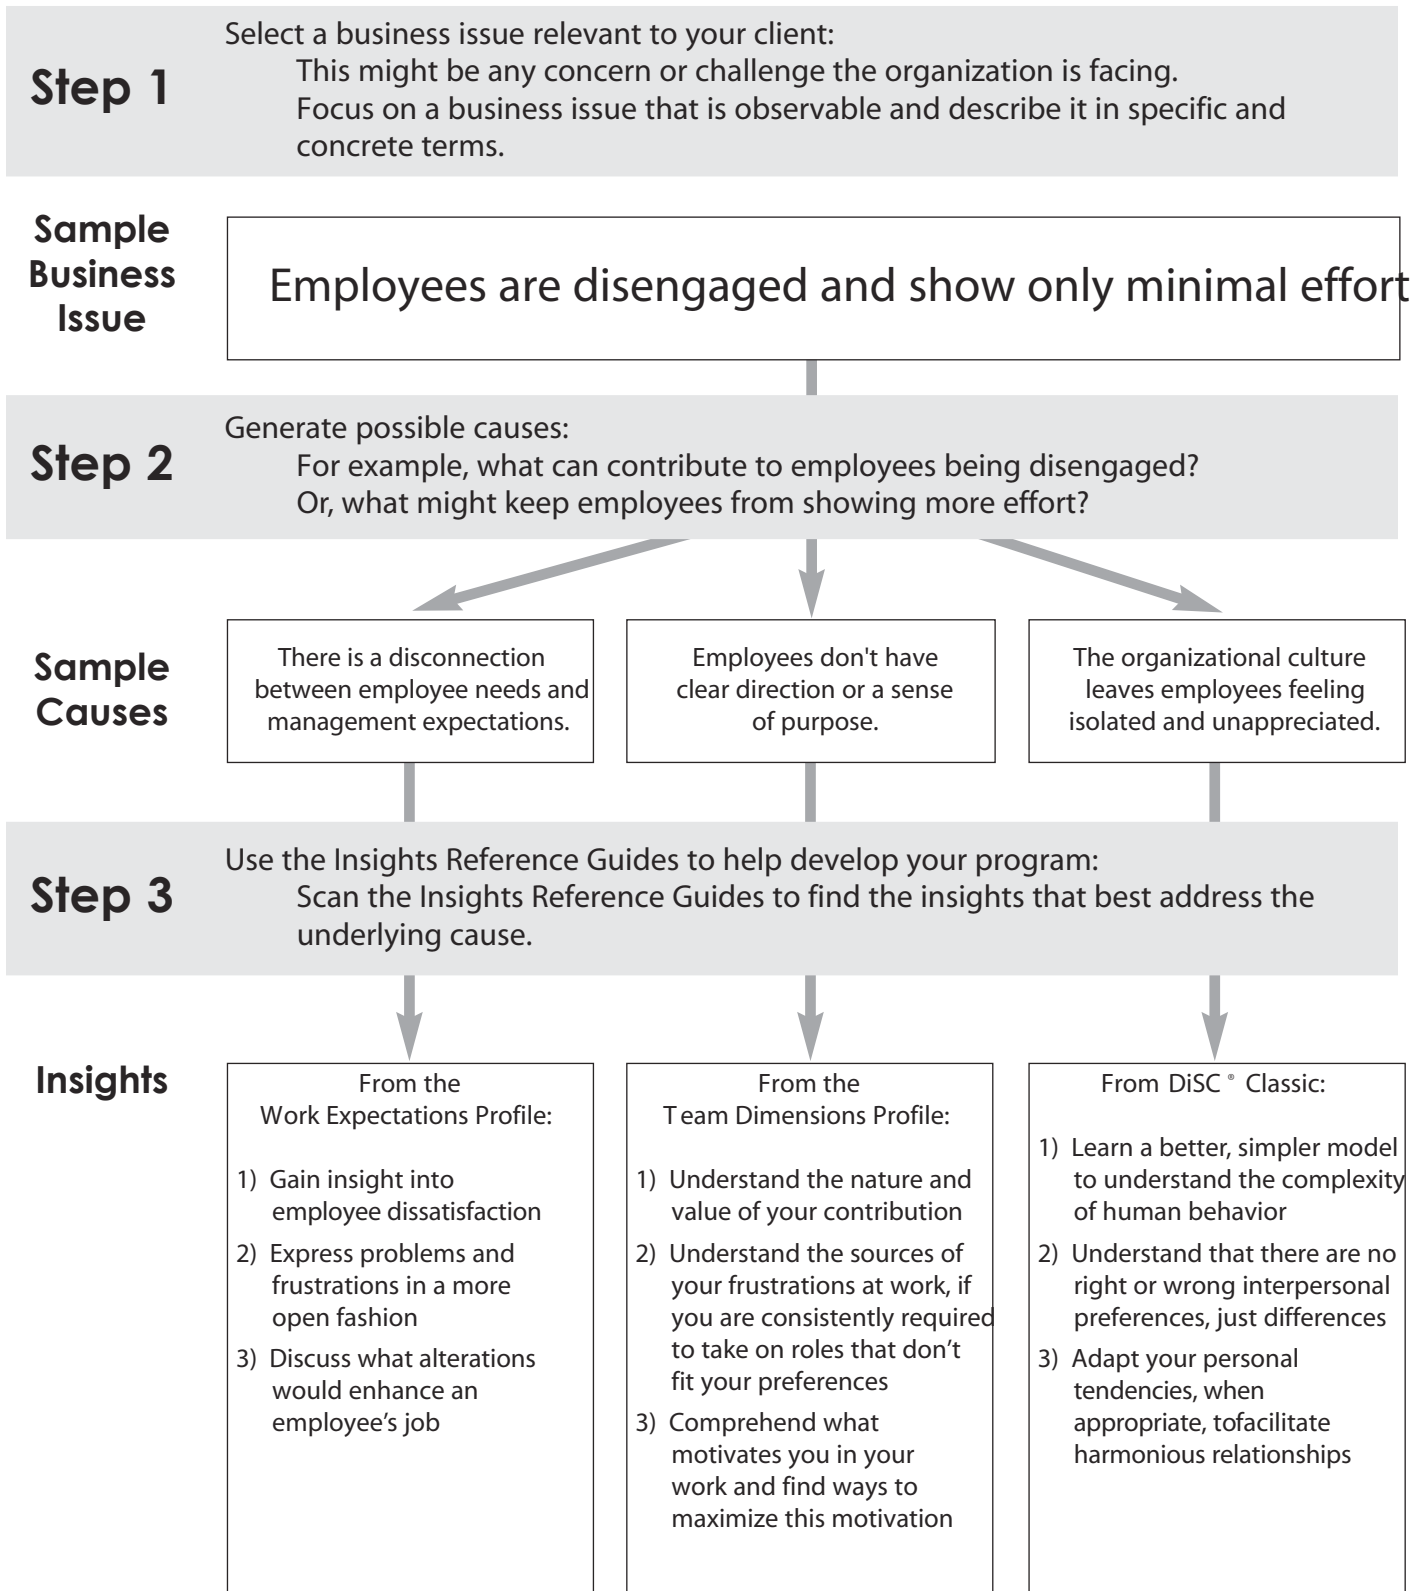 Step 1
Select a business issue relevant to your client:
This might be any concern or challenge the organization is facing.
Focus on a business issue that is observable and describe it in specific and
concrete terms.
Sample
Business
Issue
Employees are disengaged and show only minimal effort
Step 2
Generate possible causes:
For example, what can contribute to employees being disengaged?
Or, what might keep employees from showing more effort?
Sample
Causes
There is a disconnection
between employee needs and
management expectations.
Employees don't have
clear direction or a sense
of purpose.
The organizational culture
leaves employees feeling
isolated and unappreciated.
Step 3
Use the Insights Reference Guides to help develop your program:
Scan the Insights Reference Guides to find the insights that best address the
underlying cause.
Insights
From the
Work Expectations Profile:
1) Gain insight into
employee dissatisfaction
2) Express problems and
frustrations in a more
open fashion
3) Discuss what alterations
would enhance an
employee’s job
From the
Team Dimensions Profile:
1) Understand the nature and
value of your contribution
2) Understand the sources of
your frustrations at work, if
you are consistently required
to take on roles that don’t
fit your preferences
3) Comprehend what
motivates you in your
work and find ways to
maximize this motivation
From DiSC® Classic:
1) Learn a better, simpler model
to understand the complexity
of human behavior
2) Understand that there are no
right or wrong interpersonal
preferences, just differences
3) Adapt your personal
tendencies, when
appropriate, tofacilitate
harmonious relationships